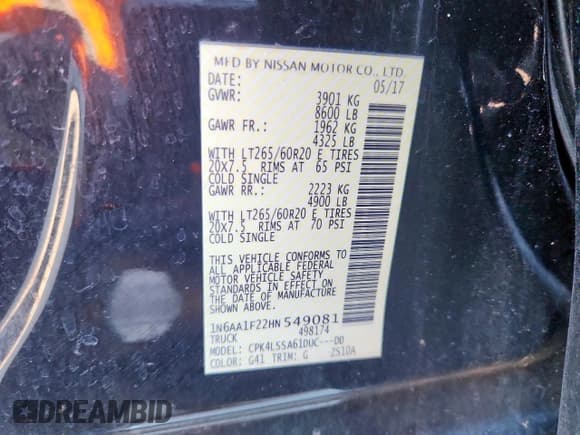 MFD BY NISSAN MOTOR CO., LTD.
DATE: 05/17
GVWR: 3901 KG
8600 LB
GAWR FR.: 1962 KG
4325 LB
WITH LT265/60R20 E TIRES
20X7.5 RIMS AT 65 PSI
COLD SINGLE
GAWR RR.: 2223 KG
4900 LB
WITH LT265/60R20 E TIRES
20X7.5 RIMS AT 70 PSI
COLD SINGLE
THIS VEHICLE CONFORMS TO
ALL APPLICABLE FEDERAL
MOTOR VEHICLE SAFETY
STANDARDS IN EFFECT ON
THE DATE OF MANUFACTURE
SHOWN ABOVE.
1N6AA1F22HN549081
TRUCK 498174
MODEL: CPK4LSSA61DUC---DD
COLOR: G41 TRIM: G 2S10A
DREAMBID